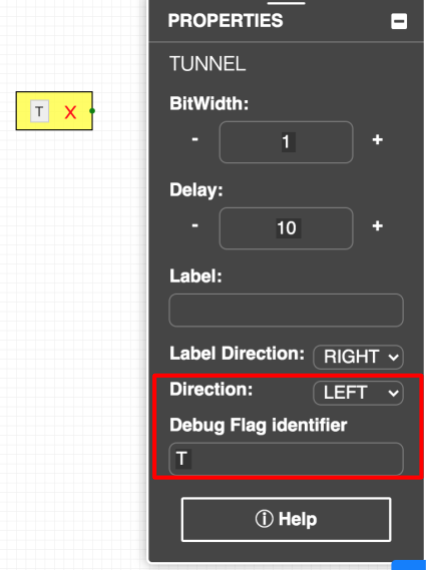 PROPERTIES
TUNNEL
T X
BitWidth:
- 1 +
Delay:
- 10 +
Label:
Label Direction: RIGHT
Direction: LEFT
Debug Flag identifier
T
Help